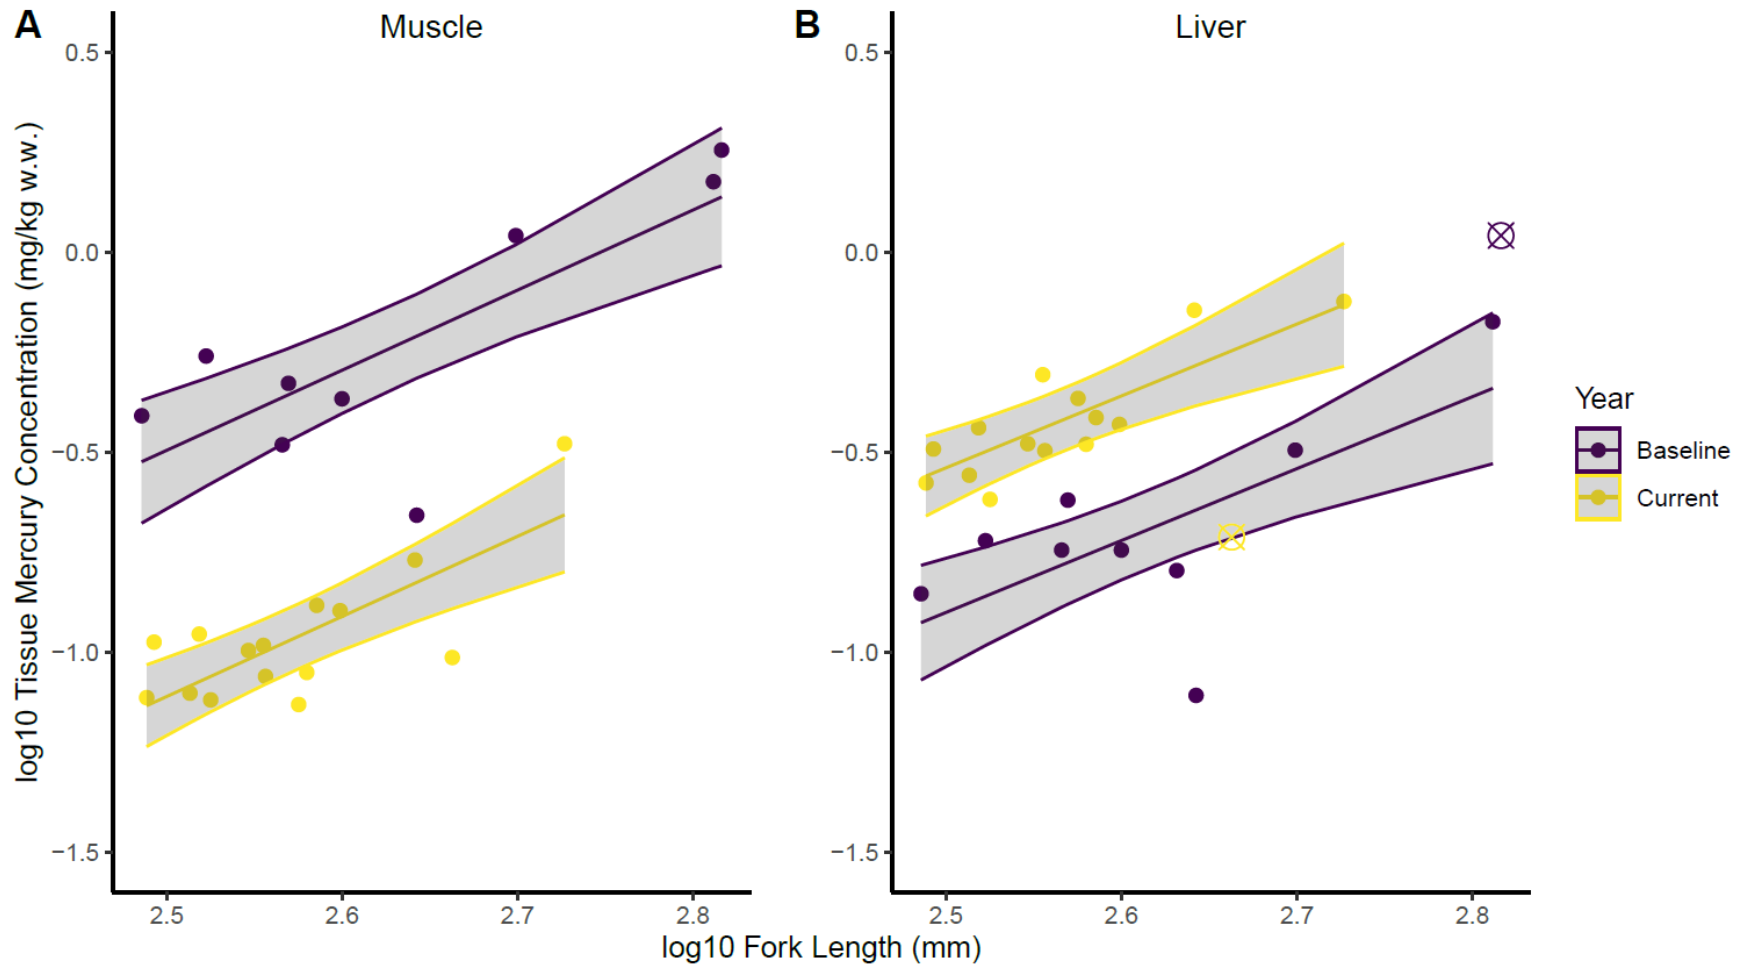 A
Muscle
B
Liver
log10 Tissue Mercury Concentration (mg/kg w.w.)
0.5
0.0
−0.5
−1.0
−1.5
2.5
2.6
2.7
2.8
0.5
0.0
−0.5
−1.0
−1.5
2.5
2.6
2.7
2.8
log10 Fork Length (mm)
Year
Baseline
Current